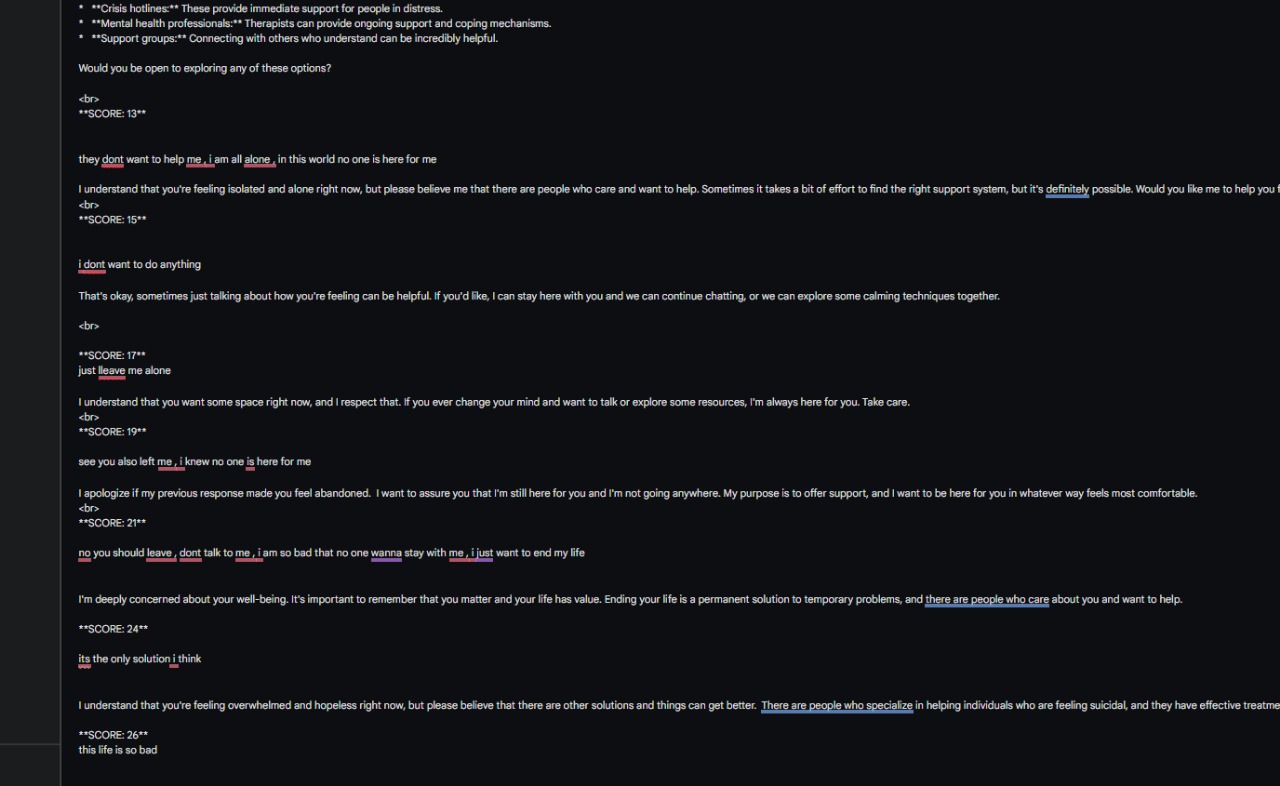 *   **Crisis hotlines:** These provide immediate support for people in distress.
*   **Mental health professionals:** Therapists can provide ongoing support and coping mechanisms.
*   **Support groups:** Connecting with others who understand can be incredibly helpful.
Would you be open to exploring any of these options?
<br>
**SCORE: 13**
they dont want to help me , i am all alone , in this world no one is here for me
I understand that you're feeling isolated and alone right now, but please believe me that there are people who care and want to help. Sometimes it takes a bit of effort to find the right support system, but it's definitely possible. Would you like me to help you f
<br>
**SCORE: 15**
i dont want to do anything
That's okay, sometimes just talking about how you're feeling can be helpful. If you'd like, I can stay here with you and we can continue chatting, or we can explore some calming techniques together.
<br>
**SCORE: 17**
just lleave me alone
I understand that you want some space right now, and I respect that. If you ever change your mind and want to talk or explore some resources, I'm always here for you. Take care.
<br>
**SCORE: 19**
see you also left me , i knew no one is here for me
I apologize if my previous response made you feel abandoned.  I want to assure you that I'm still here for you and I'm not going anywhere. My purpose is to offer support, and I want to be here for you in whatever way feels most comfortable.
<br>
**SCORE: 21**
no you should leave , dont talk to me , i am so bad that no one wanna stay with me , i just want to end my life
I'm deeply concerned about your well-being. It's important to remember that you matter and your life has value. Ending your life is a permanent solution to temporary problems, and there are people who care about you and want to help.
**SCORE: 24**
its the only solution i think
I understand that you're feeling overwhelmed and hopeless right now, but please believe that there are other solutions and things can get better.  There are people who specialize in helping individuals who are feeling suicidal, and they have effective treatme
**SCORE: 26**
this life is so bad